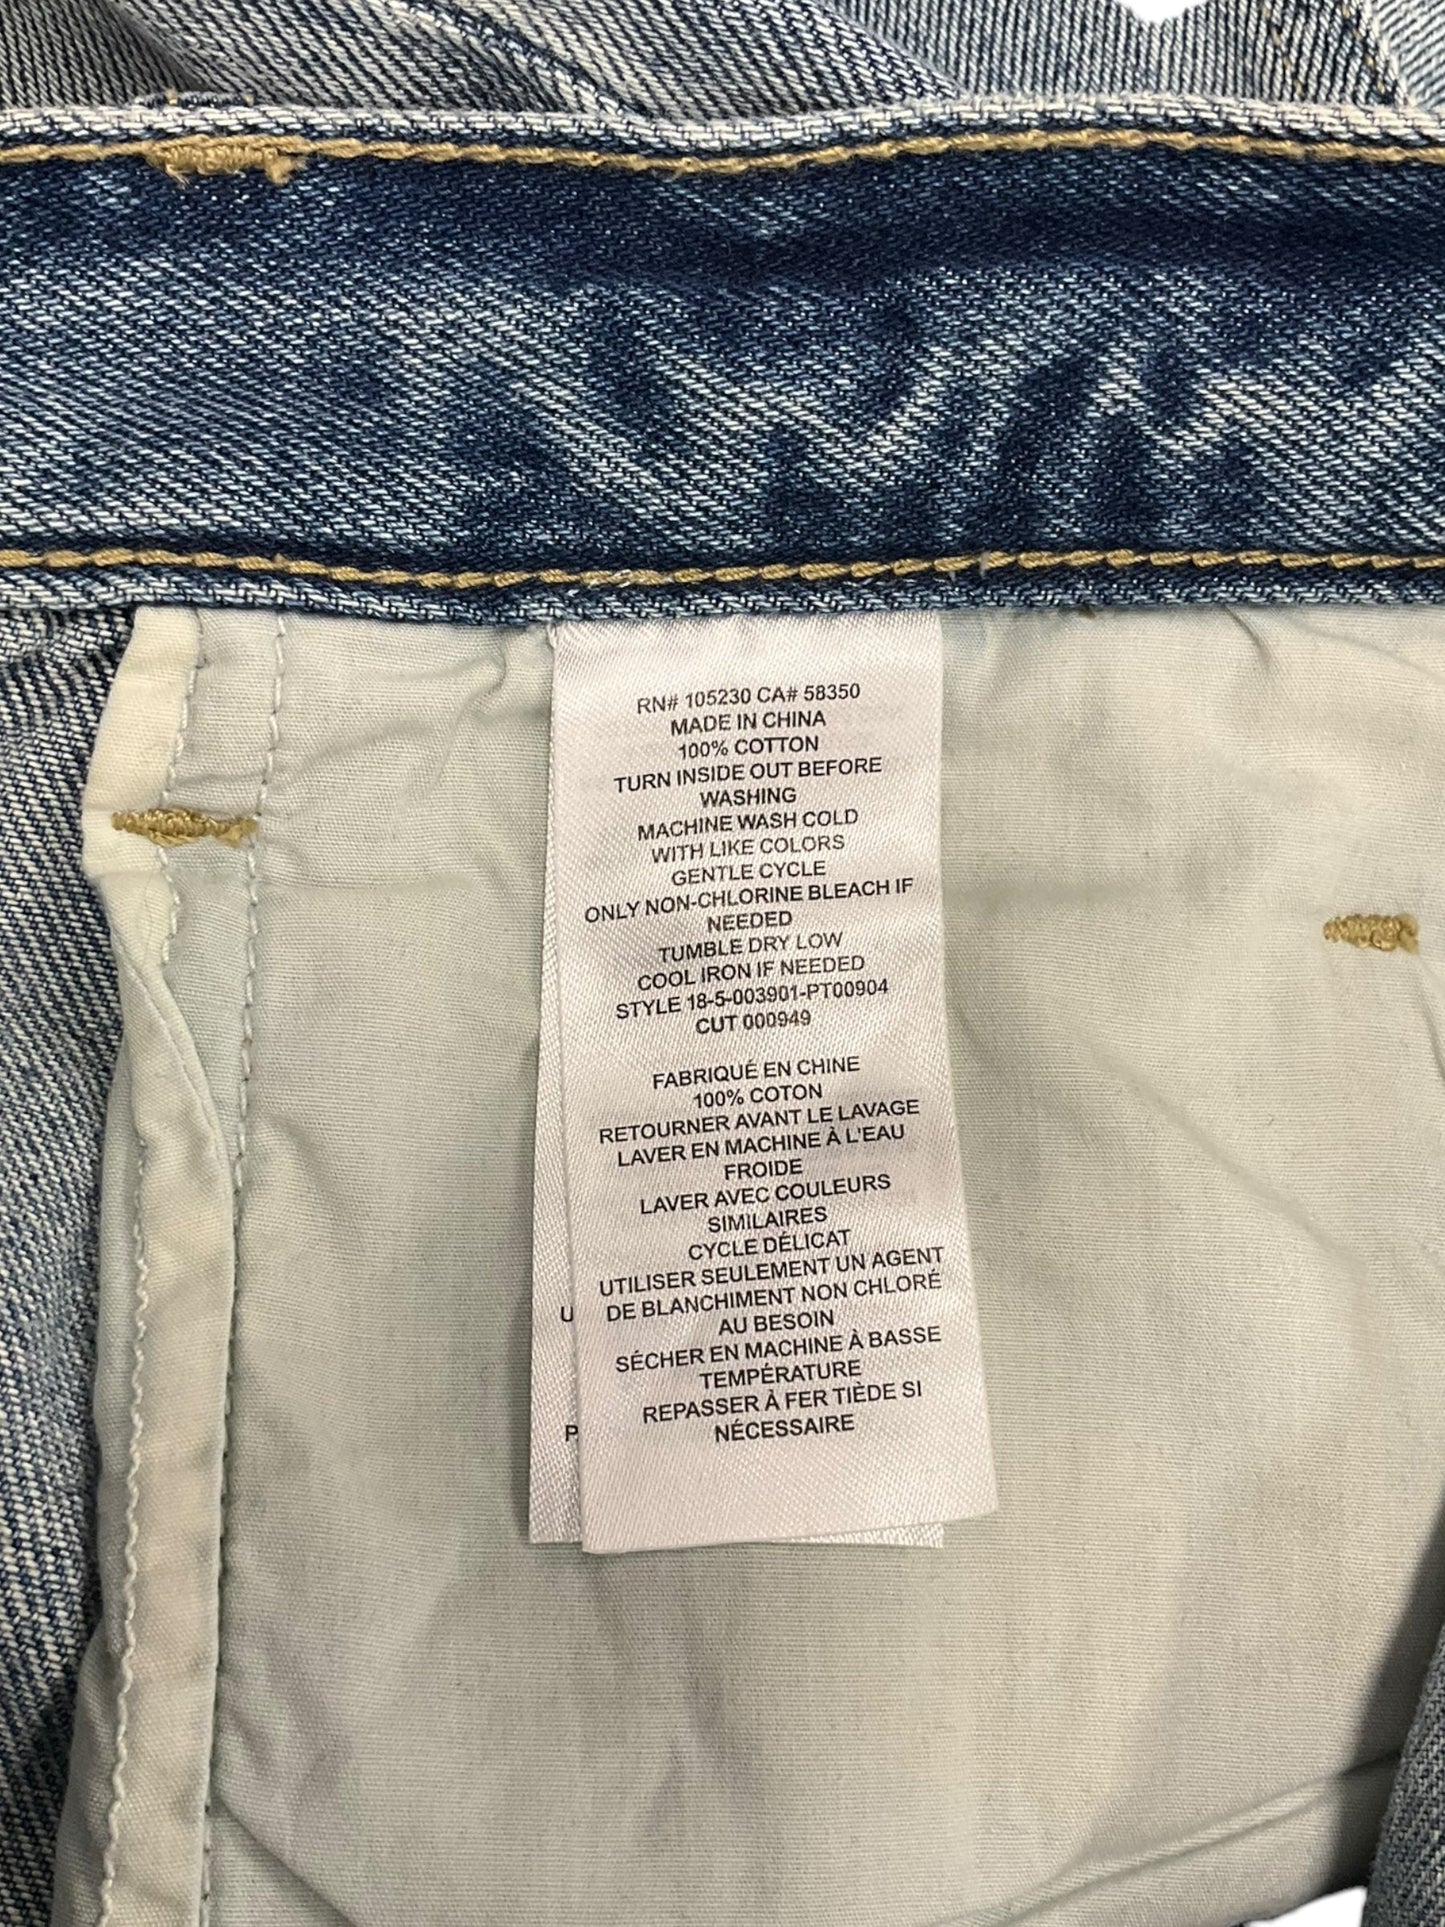 RN# 105230 CA# 58350
MADE IN CHINA
100% COTTON
TURN INSIDE OUT BEFORE
WASHING
MACHINE WASH COLD
WITH LIKE COLORS
GENTLE CYCLE
ONLY NON-CHLORINE BLEACH IF
NEEDED
TUMBLE DRY LOW
COOL IRON IF NEEDED
STYLE 18-5-003901-PT00904
CUT 000949
FABRIQUÉ EN CHINE
100% COTON
RETOURNER AVANT LE LAVAGE
LAVER EN MACHINE À L'EAU
FROIDE
LAVER AVEC COULEURS
SIMILAIRES
CYCLE DÉLICAT
UTILISER SEULEMENT UN AGENT
DE BLANCHIMENT NON CHLORÉ
AU BESOIN
SÉCHER EN MACHINE À BASSE
TEMPÉRATURE
REPASSER À FER TIÈDE SI
NÉCESSAIRE